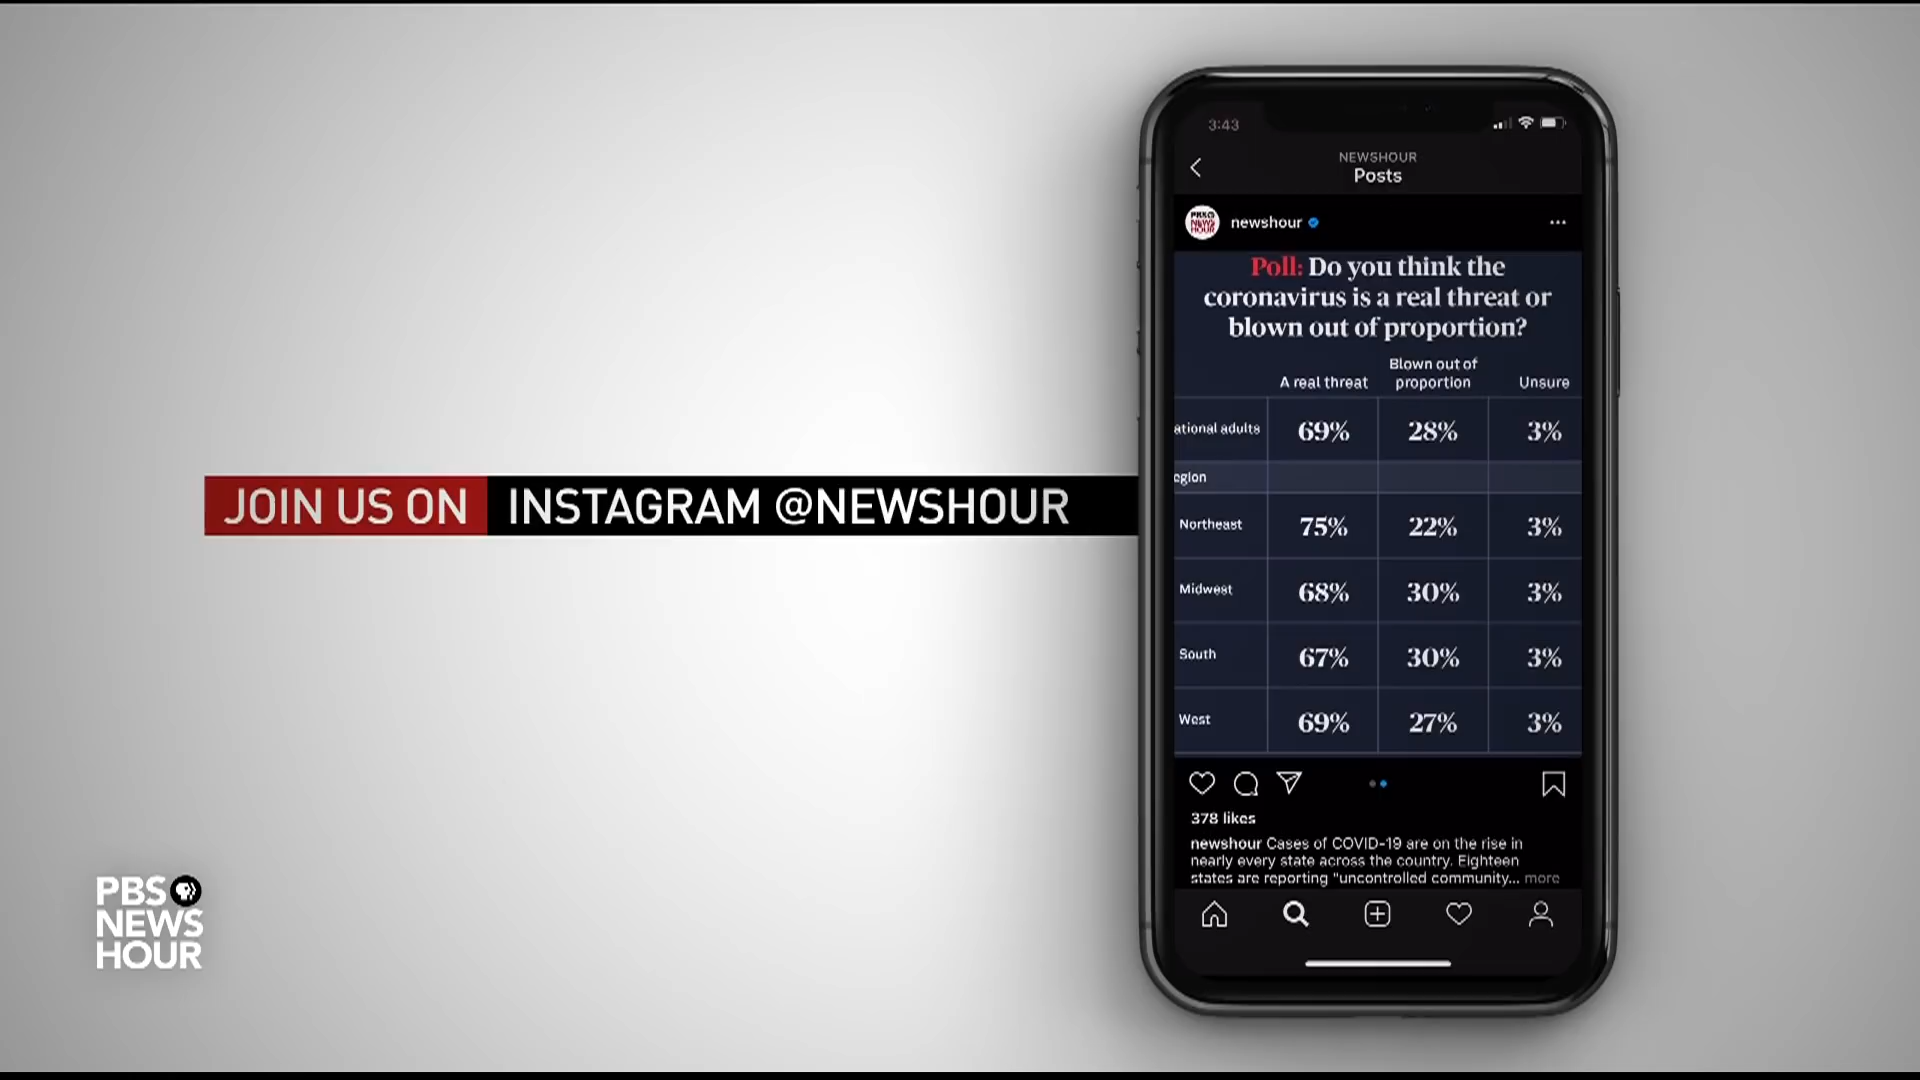 JOIN US ON INSTAGRAM @NEWSHOUR
PBS
NEWS
HOUR
3:43
NEWSHOUR
Posts
PBS
NEWS
HOUR
newshour
Poll: Do you think the
coronavirus is a real threat or
blown out of proportion?
A real threat Blown out of proportion Unsure
ational adults 69% 28% 3%
egion
Northeast 75% 22% 3%
Midwest 68% 30% 3%
South 67% 30% 3%
West 69% 27% 3%
378 likes
newshour Cases of COVID-19 are on the rise in
nearly every state across the country. Eighteen
states are reporting "uncontrolled community... more